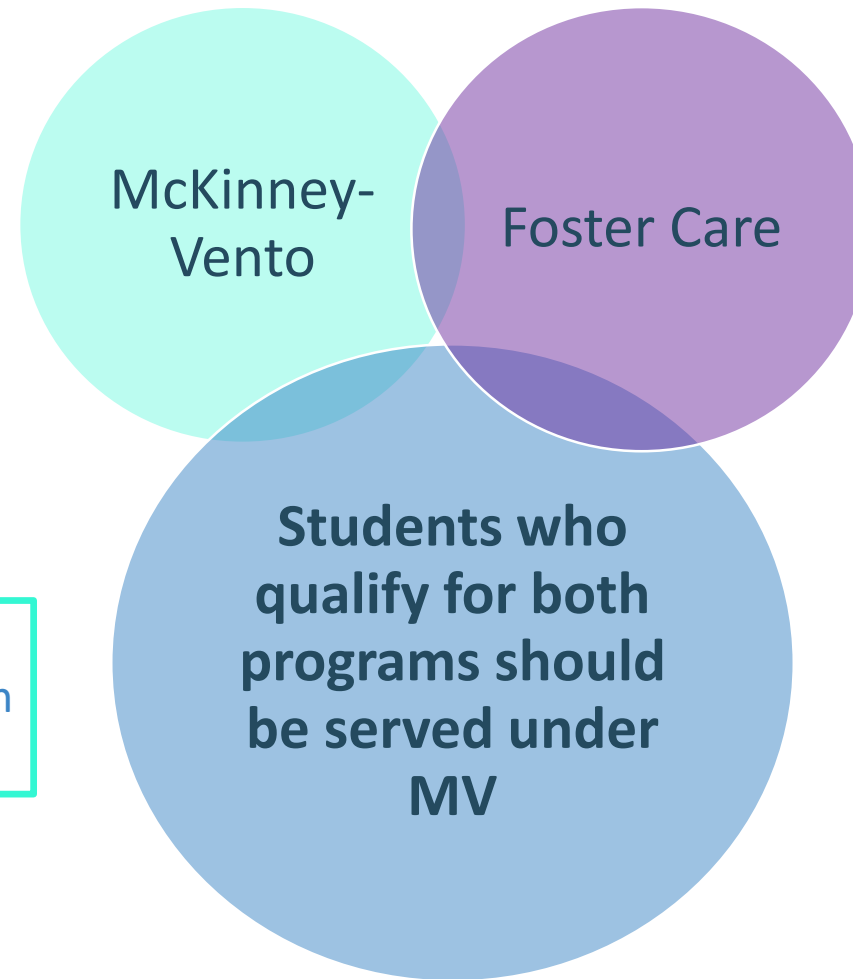 McKinney-
Vento
Foster Care
Students who
qualify for both
programs should
be served under
MV